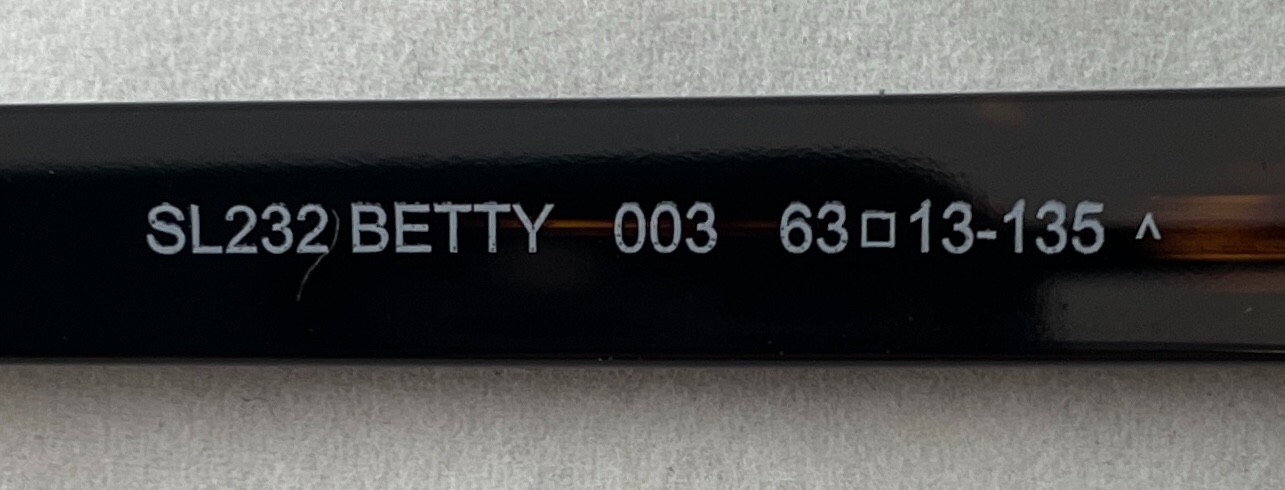 SL232 BETTY 003 63□13-135 ^